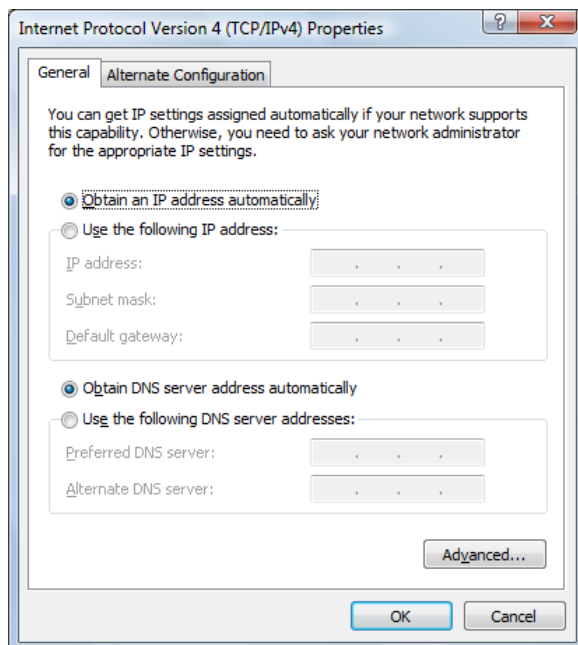 Internet Protocol Version 4 (TCP/IPv4) Properties
General
Alternate Configuration
You can get IP settings assigned automatically if your network supports
this capability. Otherwise, you need to ask your network administrator
for the appropriate IP settings.
Obtain an IP address automatically
Use the following IP address:
IP address:
Subnet mask:
Default gateway:
Obtain DNS server address automatically
Use the following DNS server addresses:
Preferred DNS server:
Alternate DNS server:
Advanced...
OK
Cancel